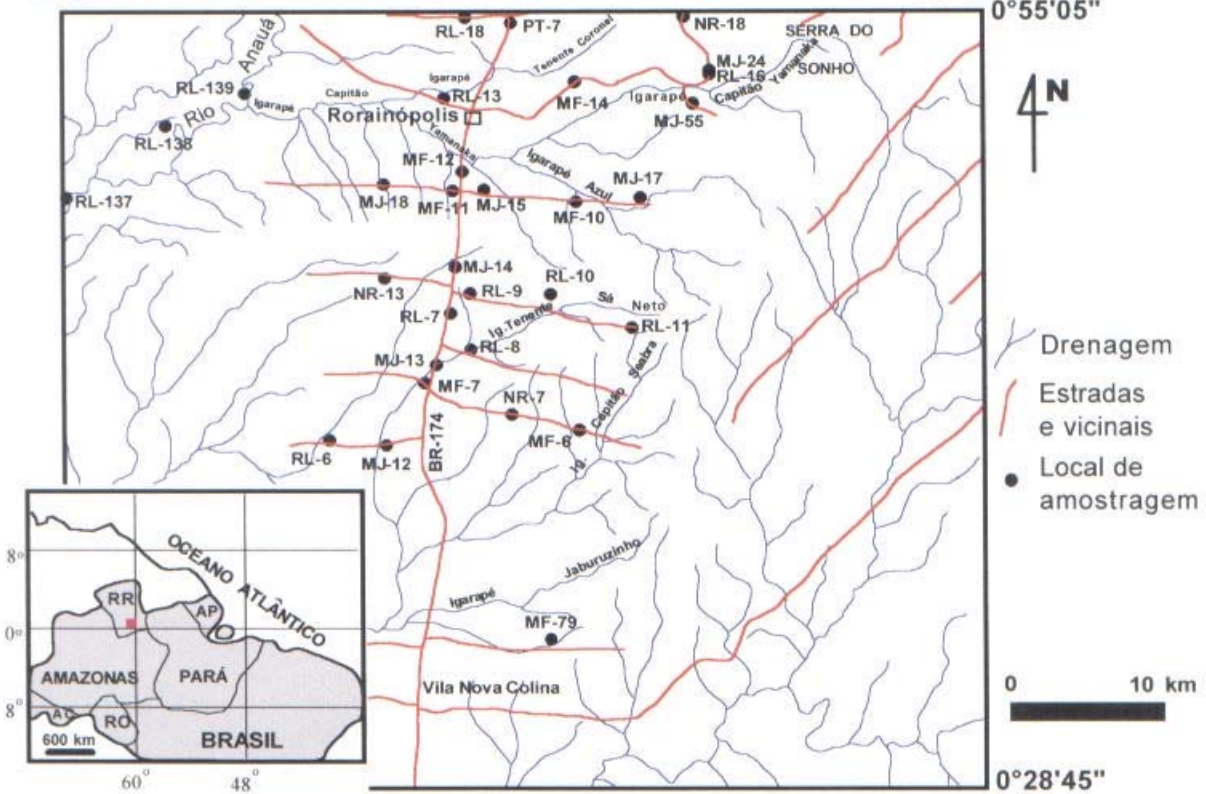 0°55'05"
RL-18
PT-7
NR-18
SERRA DO
SONHO
Rio Anauá
Igarapé Tenente Coronel
MJ-24
RL-16
RL-139
Igarapé Capitão
RL-13
MF-14
Igarapé Capitão Yamanaka
MJ-55
N
Rorainópolis
RL-138
Yamanaka
MF-12
Igarapé Azul
MJ-17
RL-137
MJ-18
MF-11
MJ-15
MF-10
MJ-14
NR-13
RL-9
RL-10
RL-7
Ig. Tenente Sá Neto
RL-11
RL-8
MJ-13
MF-7
NR-7
MF-6
Ig. Capitão Seabra
BR-174
RL-6
MJ-12
Igarapé Jaburuzinho
MF-79
Vila Nova Colina
Drenagem
Estradas
e vicinais
Local de
amostragem
0 10 km
0°28'45"
OCEANO ATLÂNTICO
8°
RR
AP
0°
AMAZONAS
PARÁ
8°
AC
RO
BRASIL
600 km
60°
48°